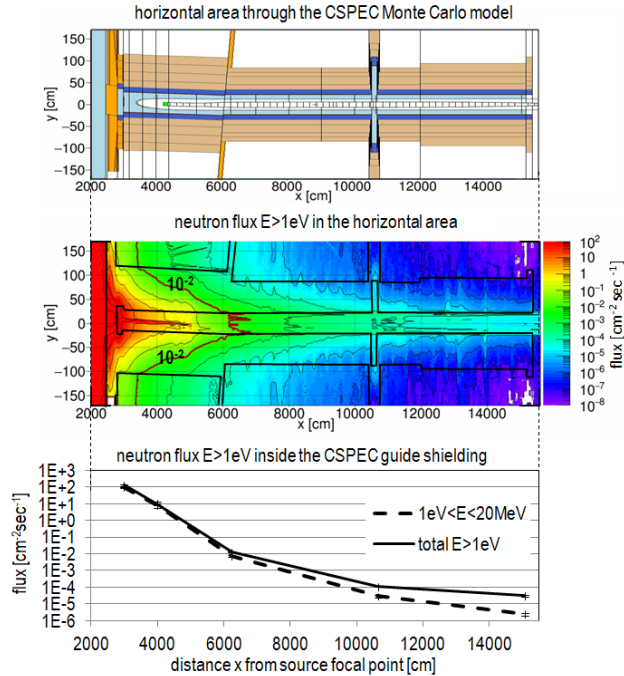 horizontal area through the CSPEC Monte Carlo model
150
100
50
0
−50
−100
−150
y [cm]
2000 4000 6000 8000 10000 12000 14000
x [cm]
neutron flux E>1eV in the horizontal area
150
100
50
0
−50
−100
−150
y [cm]
10⁻²
10⁻²
2000 4000 6000 8000 10000 12000 14000
x [cm]
10²
10
1
10⁻¹
10⁻²
10⁻³
10⁻⁴
10⁻⁵
10⁻⁶
10⁻⁷
10⁻⁸
flux [cm⁻² sec⁻¹]
neutron flux E>1eV inside the CSPEC guide shielding
1E+3
1E+2
1E+1
1E+0
1E-1
1E-2
1E-3
1E-4
1E-5
1E-6
flux [cm⁻²sec⁻¹]
1eV<E<20MeV
total E>1eV
2000 4000 6000 8000 10000 12000 14000
distance x from source focal point [cm]